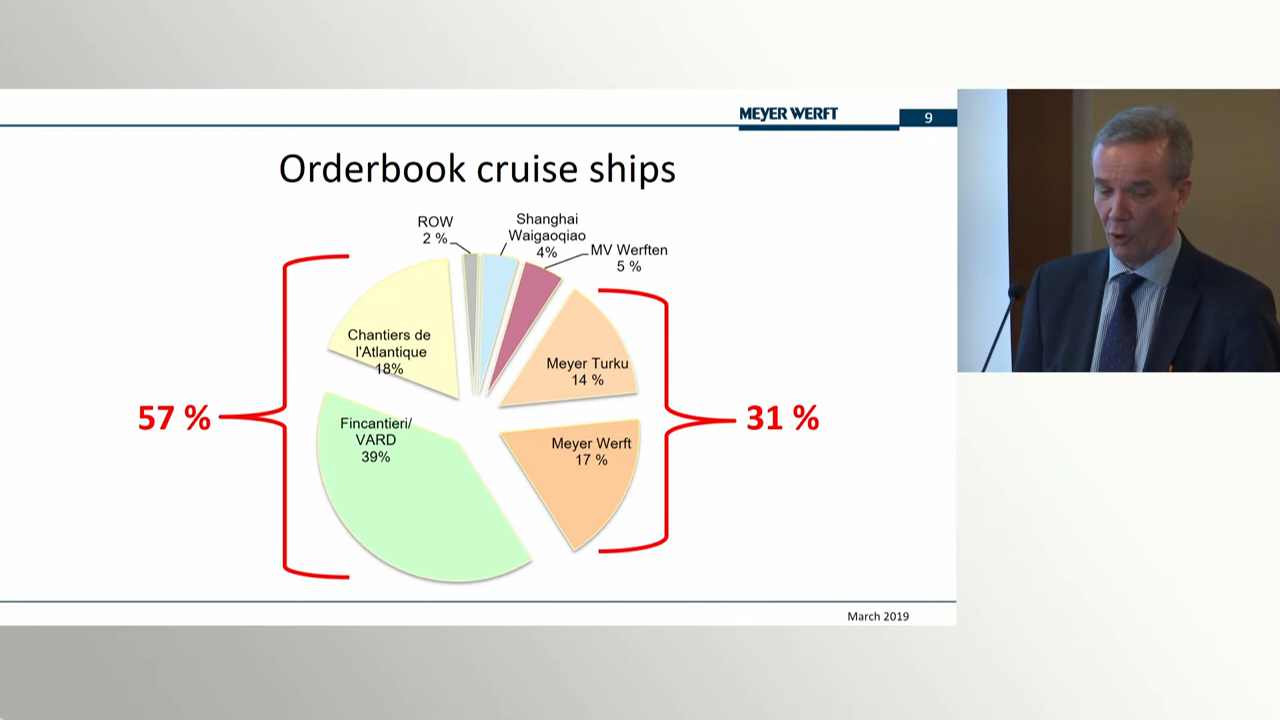 MEYER WERFT
9
Orderbook cruise ships
ROW
2 %
Shanghai
Waigaoqiao
4%
MV Werften
5 %
Chantiers de
l'Atlantique
18%
Meyer Turku
14 %
57 %
31 %
Fincantieri/
VARD
39%
Meyer Werft
17 %
March 2019